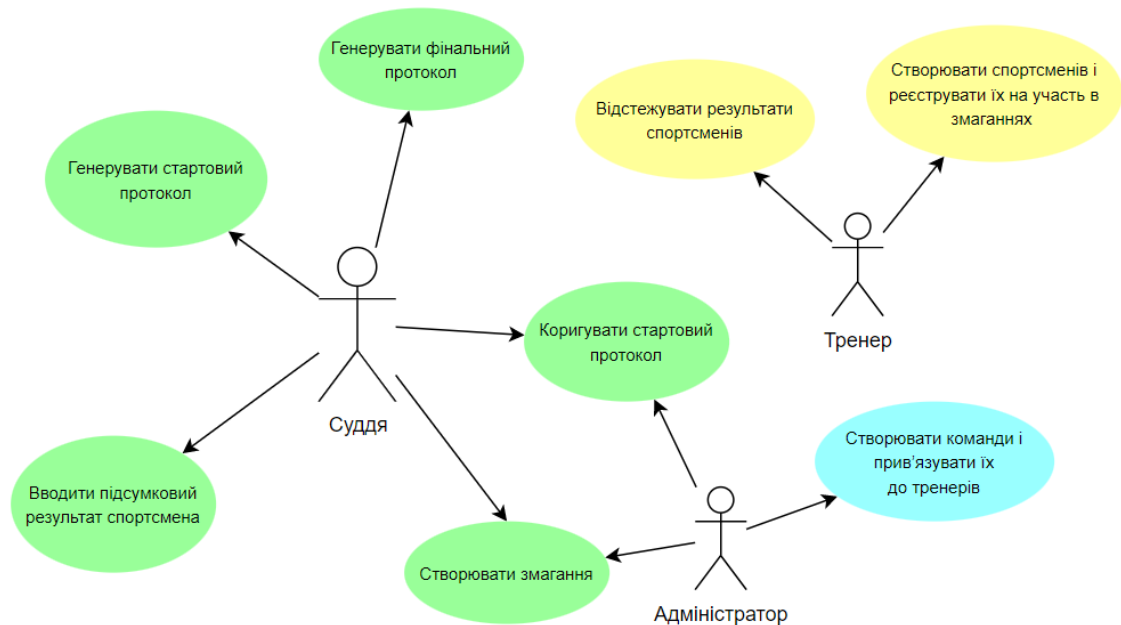 Генерувати фінальний
протокол
Створювати спортсменів і
реєструвати їх на участь в
змаганнях
Відстежувати результати
спортсменів
Генерувати стартовий
протокол
Коригувати стартовий
протокол
Тренер
Суддя
Створювати команди і
прив'язувати їх
до тренерів
Вводити підсумковий
результат спортсмена
Створювати змагання
Адміністратор